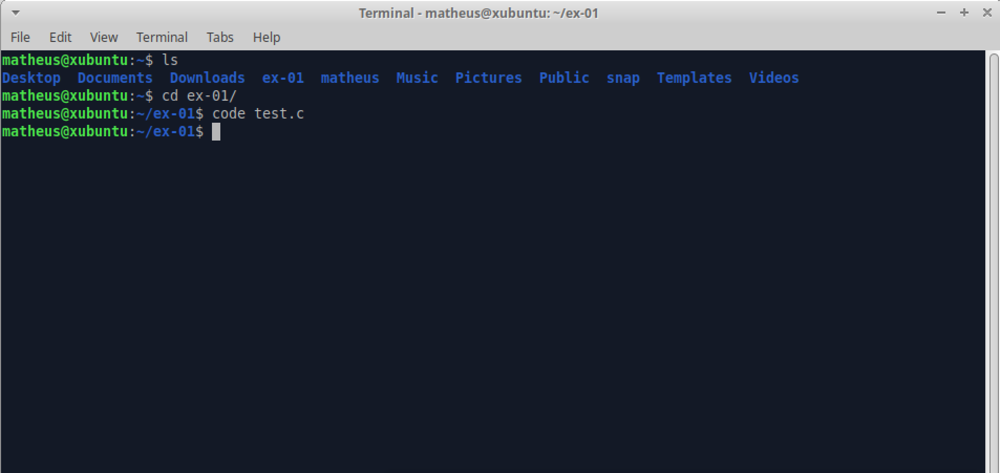 Terminal - matheus@xubuntu: ~/ex-01
File Edit View Terminal Tabs Help
matheus@xubuntu:~$ ls
Desktop  Documents  Downloads  ex-01  matheus  Music  Pictures  Public  snap  Templates  Videos
matheus@xubuntu:~$ cd ex-01/
matheus@xubuntu:~/ex-01$ code test.c
matheus@xubuntu:~/ex-01$